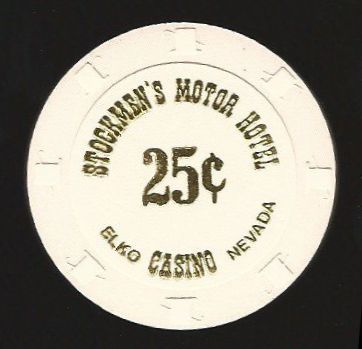 STOCKMEN'S MOTOR HOTEL
25¢
ELKO CASINO NEVADA